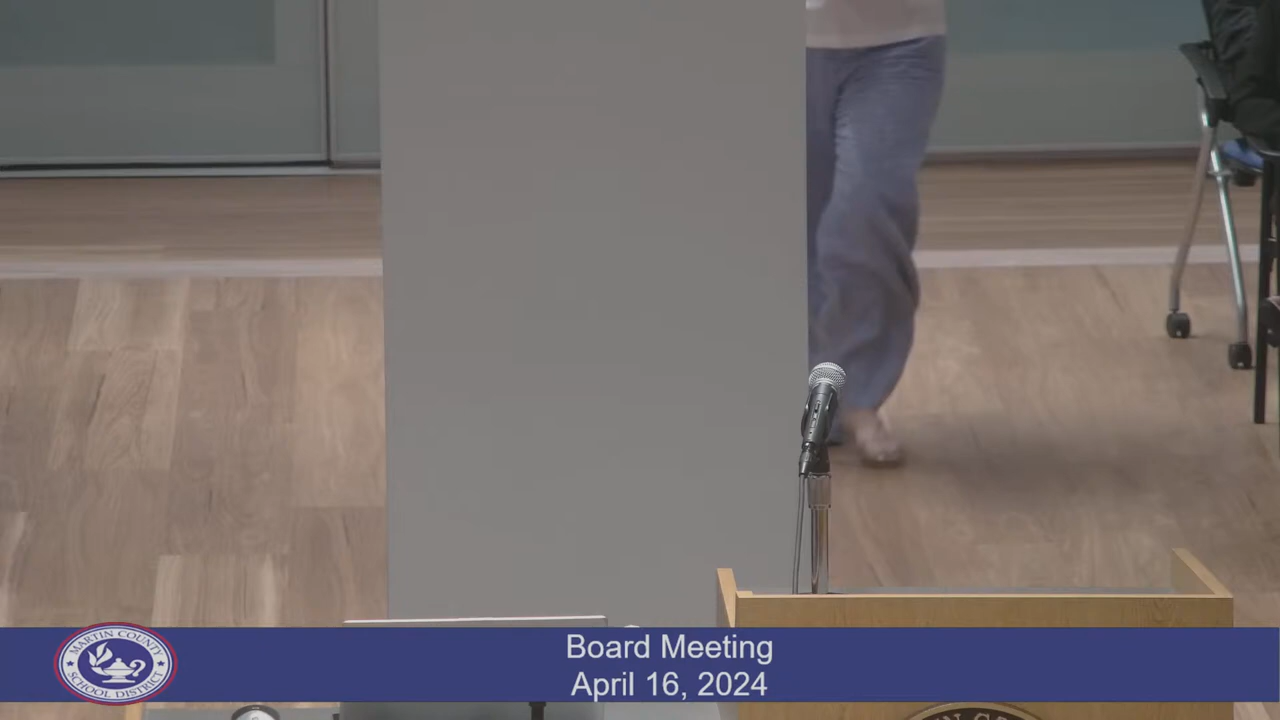 MARTIN COUNTY
SCHOOL DISTRICT
Board Meeting
April 16, 2024